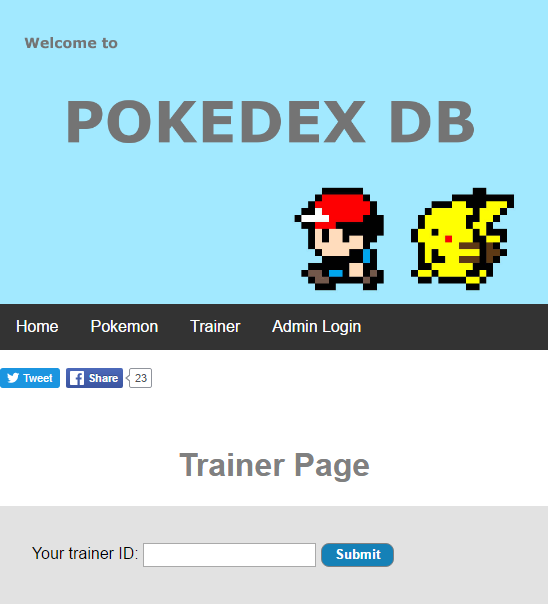 Welcome to
POKEDEX DB
Home Pokemon Trainer Admin Login
Tweet Share 23
Trainer Page
Your trainer ID: Submit